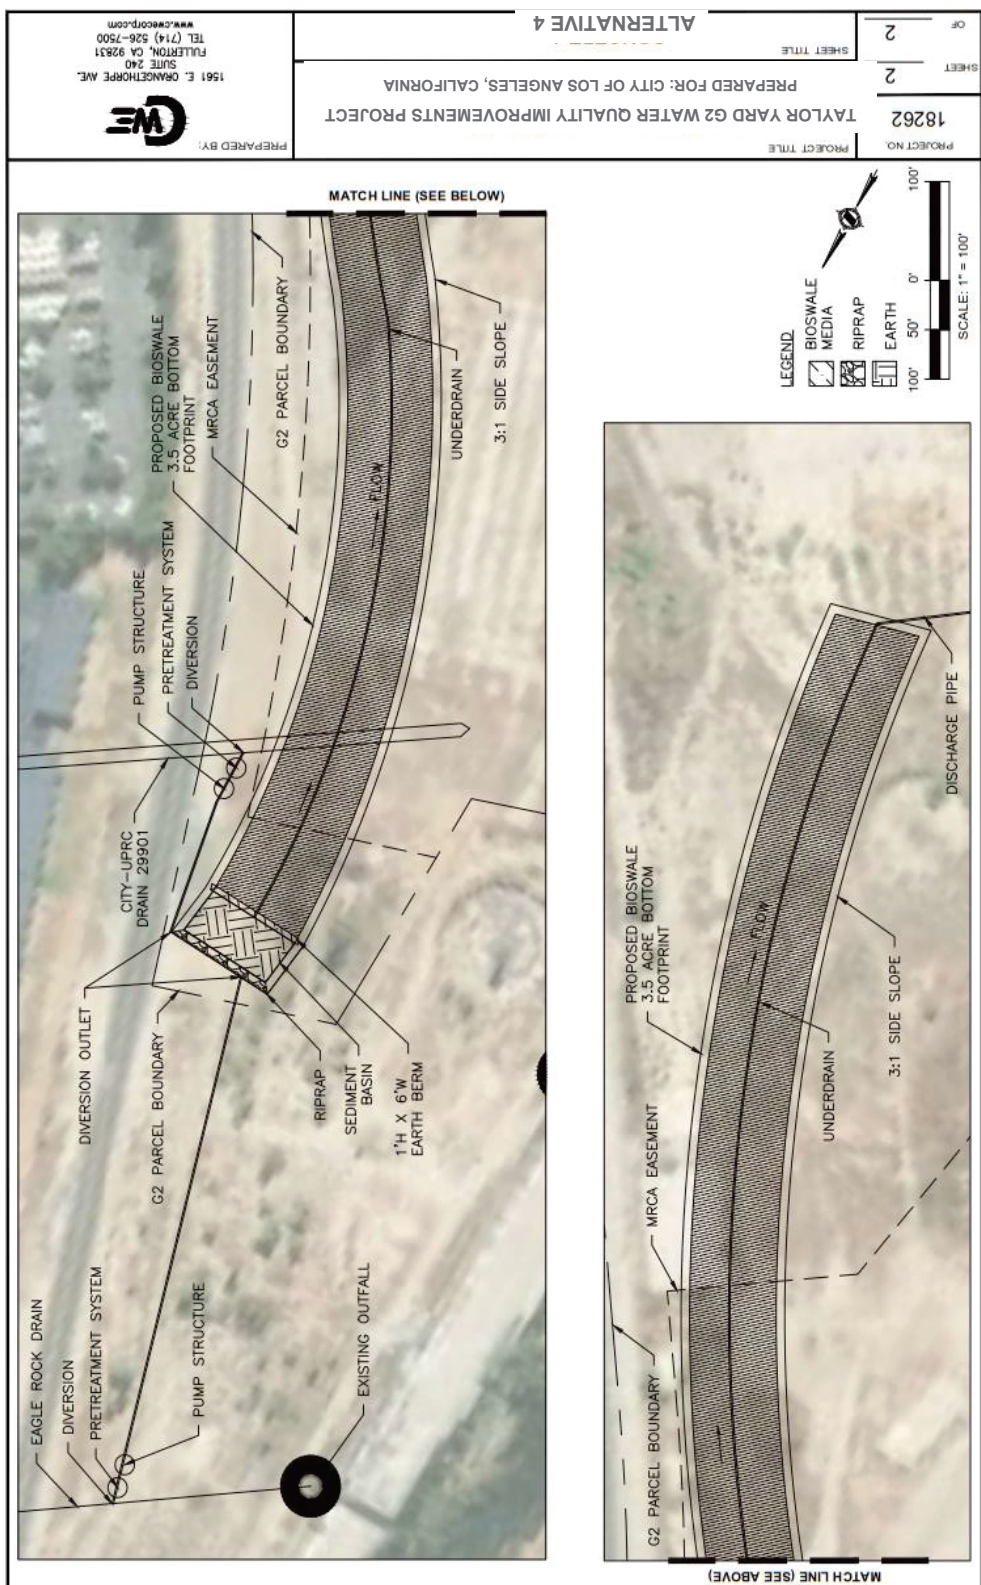 PROJECT NO.
18262
SHEET
2
OF
2
PROJECT TITLE
TAYLOR YARD G2 WATER QUALITY IMPROVEMENTS PROJECT
PREPARED FOR: CITY OF LOS ANGELES, CALIFORNIA
SHEET TITLE
ALTERNATIVE 4
PREPARED BY:
CWE
1561 E. ORANGETHORPE AVE.
SUITE 240
FULLERTON, CA 92831
TEL (714) 526-7500
www.cwecorp.com
MATCH LINE (SEE BELOW)
EAGLE ROCK DRAIN
DIVERSION
PRETREATMENT SYSTEM
PUMP STRUCTURE
EXISTING OUTFALL
DIVERSION OUTLET
G2 PARCEL BOUNDARY
RIPRAP
SEDIMENT
BASIN
1'H X 6'W
EARTH BERM
CITY-UPRC
DRAIN 29901
PUMP STRUCTURE
PRETREATMENT SYSTEM
DIVERSION
PROPOSED BIOSWALE
3.5 ACRE BOTTOM
FOOTPRINT
MRCA EASEMENT
G2 PARCEL BOUNDARY
FLOW
UNDERDRAIN
3:1 SIDE SLOPE
LEGEND
BIOSWALE
MEDIA
RIPRAP
EARTH
100'
50'
0'
100'
SCALE: 1" = 100'
MATCH LINE (SEE ABOVE)
G2 PARCEL BOUNDARY
MRCA EASEMENT
PROPOSED BIOSWALE
3.5 ACRE BOTTOM
FOOTPRINT
FLOW
UNDERDRAIN
3:1 SIDE SLOPE
DISCHARGE PIPE